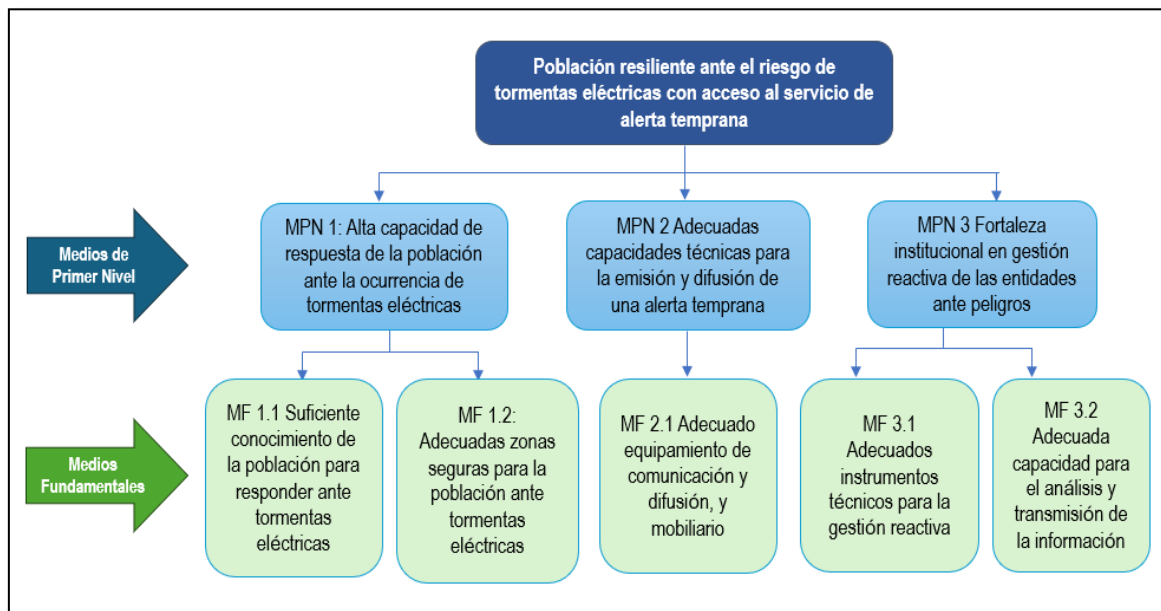 Población resiliente ante el riesgo de
tormentas eléctricas con acceso al servicio de
alerta temprana
Medios de
Primer Nivel
MPN 1: Alta capacidad de
respuesta de la población
ante la ocurrencia de
tormentas eléctricas
MPN 2 Adecuadas
capacidades técnicas para
la emisión y difusión de
una alerta temprana
MPN 3 Fortaleza
institucional en gestión
reactiva de las entidades
ante peligros
Medios
Fundamentales
MF 1.1 Suficiente
conocimiento de
la población para
responder ante
tormentas
eléctricas
MF 1.2:
Adecuadas zonas
seguras para la
población ante
tormentas
eléctricas
MF 2.1 Adecuado
equipamiento de
comunicación y
difusión, y
mobiliario
MF 3.1
Adecuados
instrumentos
técnicos para la
gestión reactiva
MF 3.2
Adecuada
capacidad para
el análisis y
transmisión de
la información